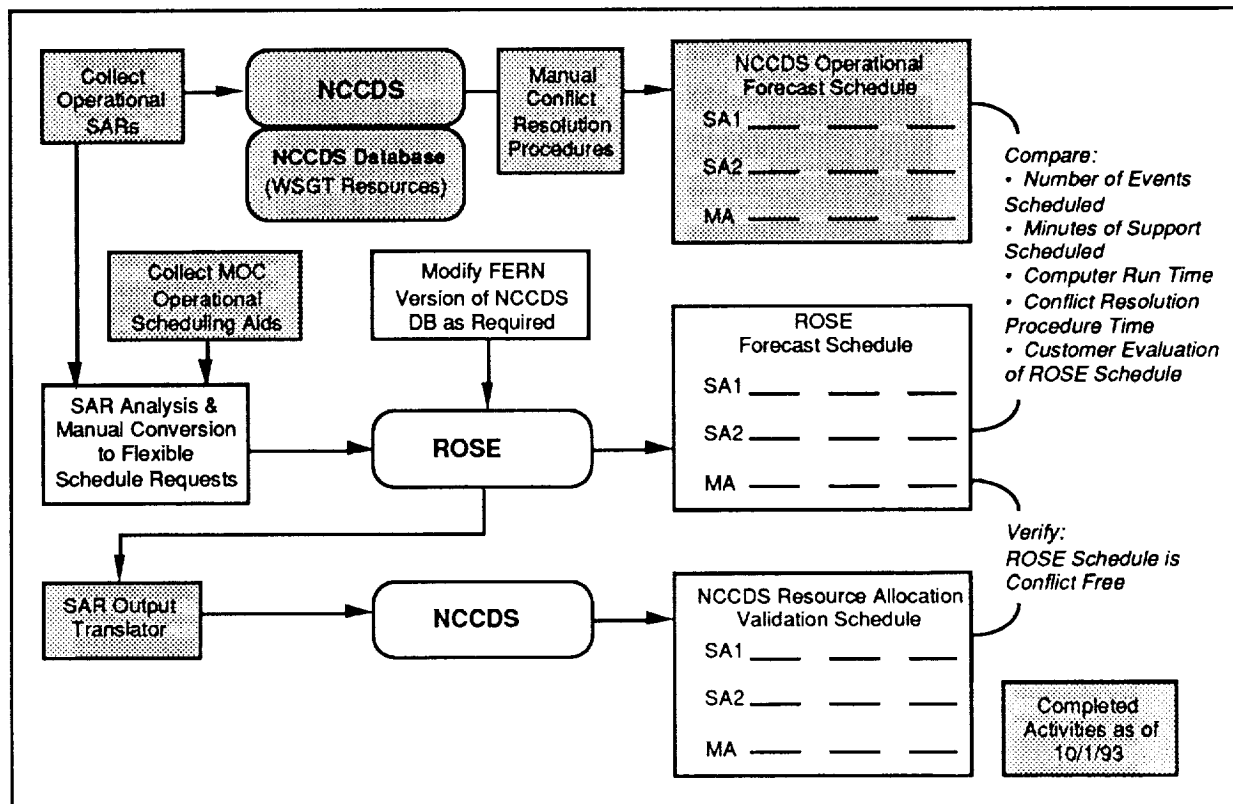 Collect
Operational
SARs
NCCDS
NCCDS Database
(WSGT Resources)
Manual
Conflict
Resolution
Procedures
NCCDS Operational
Forecast Schedule
SA1
SA2
MA
Compare:
• Number of Events
Scheduled
• Minutes of Support
Scheduled
• Computer Run Time
• Conflict Resolution
Procedure Time
• Customer Evaluation
of ROSE Schedule
Collect MOC
Operational
Scheduling Aids
Modify FERN
Version of NCCDS
DB as Required
SAR Analysis &
Manual Conversion
to Flexible
Schedule Requests
ROSE
ROSE
Forecast Schedule
SA1
SA2
MA
Verify:
ROSE Schedule is
Conflict Free
SAR Output
Translator
NCCDS
NCCDS Resource Allocation
Validation Schedule
SA1
SA2
MA
Completed
Activities as of
10/1/93